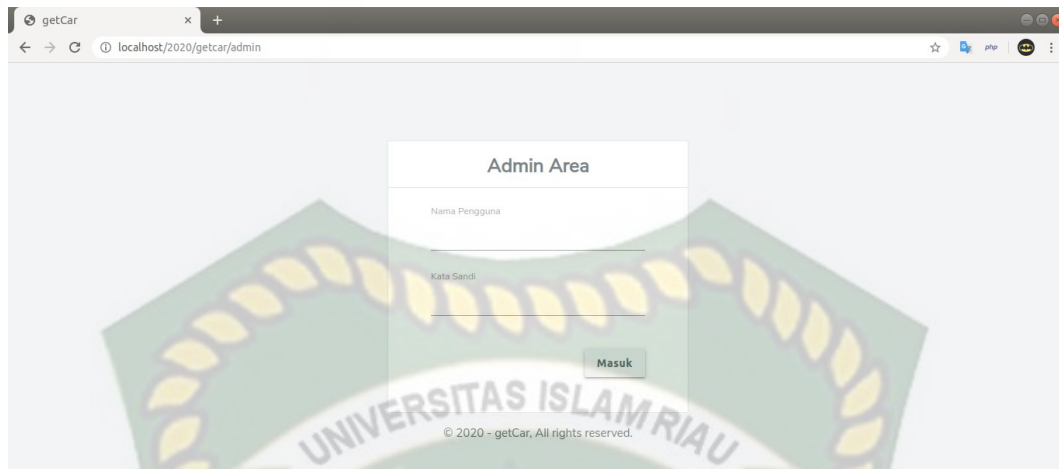 getCar
localhost/2020/getcar/admin
php
Admin Area
Nama Pengguna
Kata Sandi
Masuk
UNIVERSITAS ISLAM RIAU
© 2020 - getCar, All rights reserved.